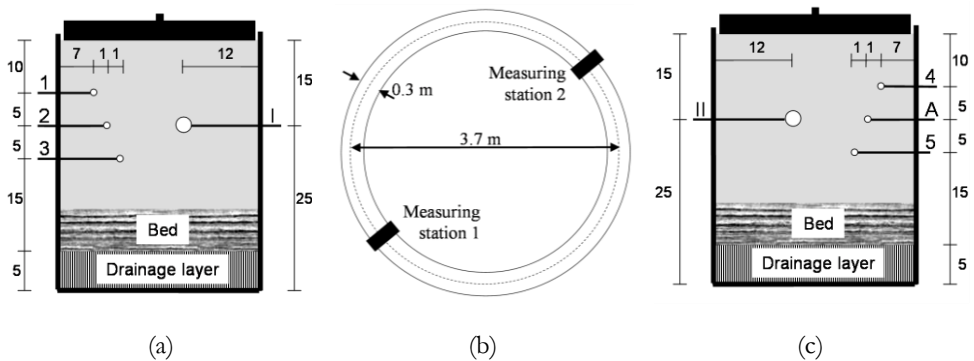 7
1 1
12
10
1
5
2
5
3
15
5
I
15
25
Bed
Drainage layer
(a)
Measuring
station 2
0.3 m
3.7 m
Measuring
station 1
(b)
12
1 1
7
15
II
25
4
A
5
10
5
5
15
5
Bed
Drainage layer
(c)